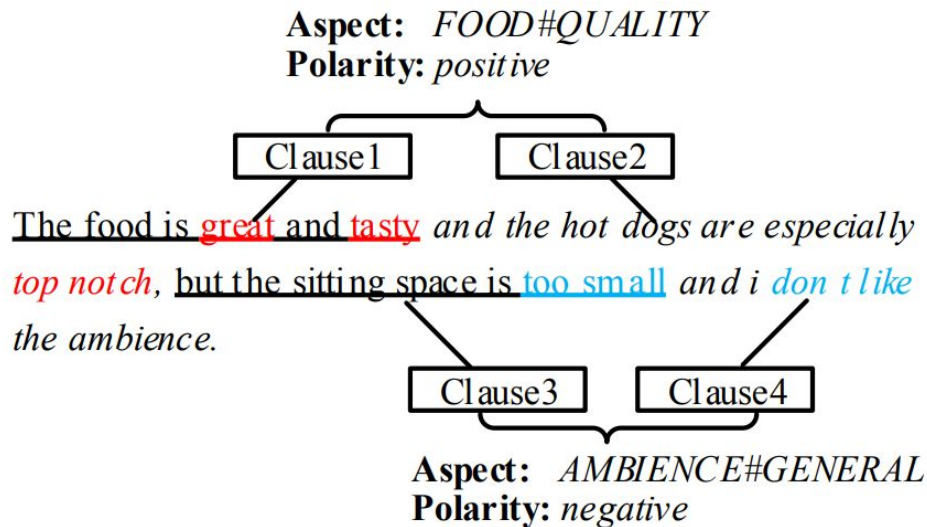 Aspect: FOOD#QUALITY
Polarity: positive
Clause1 Clause2
The food is great and tasty and the hot dogs are especially
top notch, but the sitting space is too small and i don t like
the ambience.
Clause3 Clause4
Aspect: AMBIENCE#GENERAL
Polarity: negative